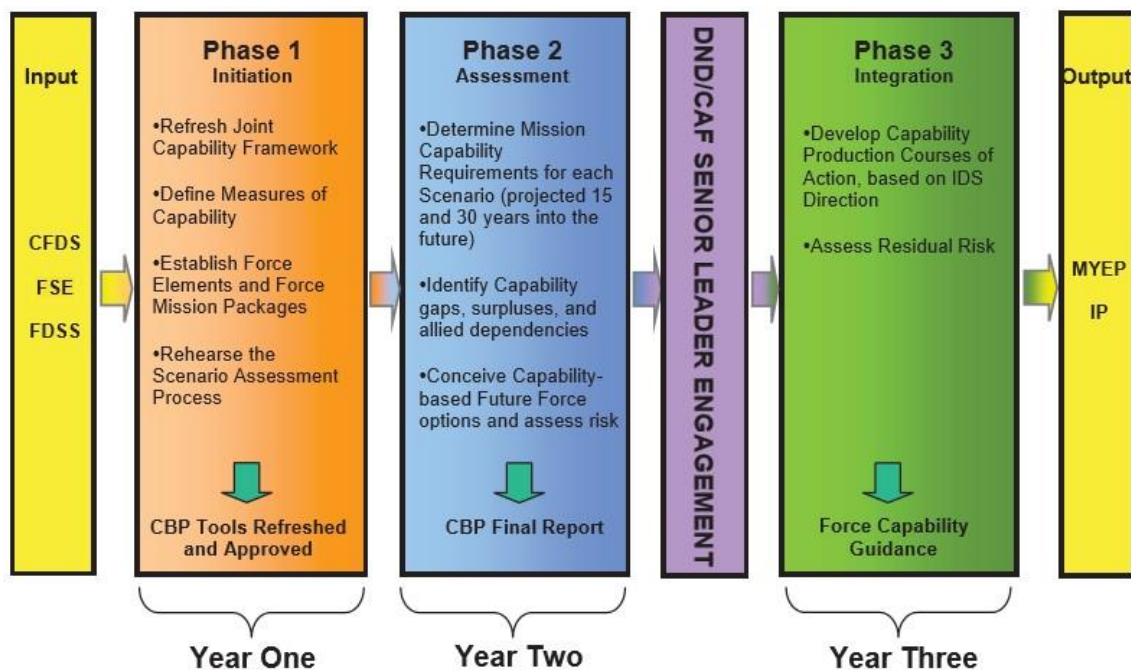 Input
CFDS
FSE
FDSS
Phase 1
Initiation
•Refresh Joint
Capability Framework
•Define Measures of
Capability
•Establish Force
Elements and Force
Mission Packages
•Rehearse the
Scenario Assessment
Process
CBP Tools Refreshed
and Approved
Year One
Phase 2
Assessment
•Determine Mission
Capability
Requirements for each
Scenario (projected 15
and 30 years into the
future)
•Identify Capability
gaps, surpluses, and
allied dependencies
•Conceive Capability-
based Future Force
options and assess risk
CBP Final Report
Year Two
DND/CAF SENIOR LEADER ENGAGEMENT
Phase 3
Integration
•Develop Capability
Production Courses of
Action, based on IDS
Direction
•Assess Residual Risk
Force Capability
Guidance
Year Three
Output
MYEP
IP